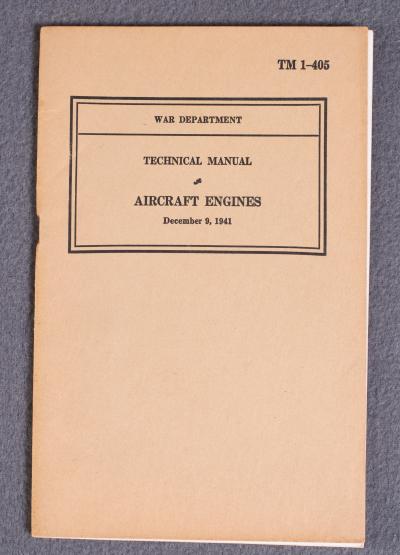 TM 1-405
WAR DEPARTMENT
TECHNICAL MANUAL
AIRCRAFT ENGINES
December 9, 1941